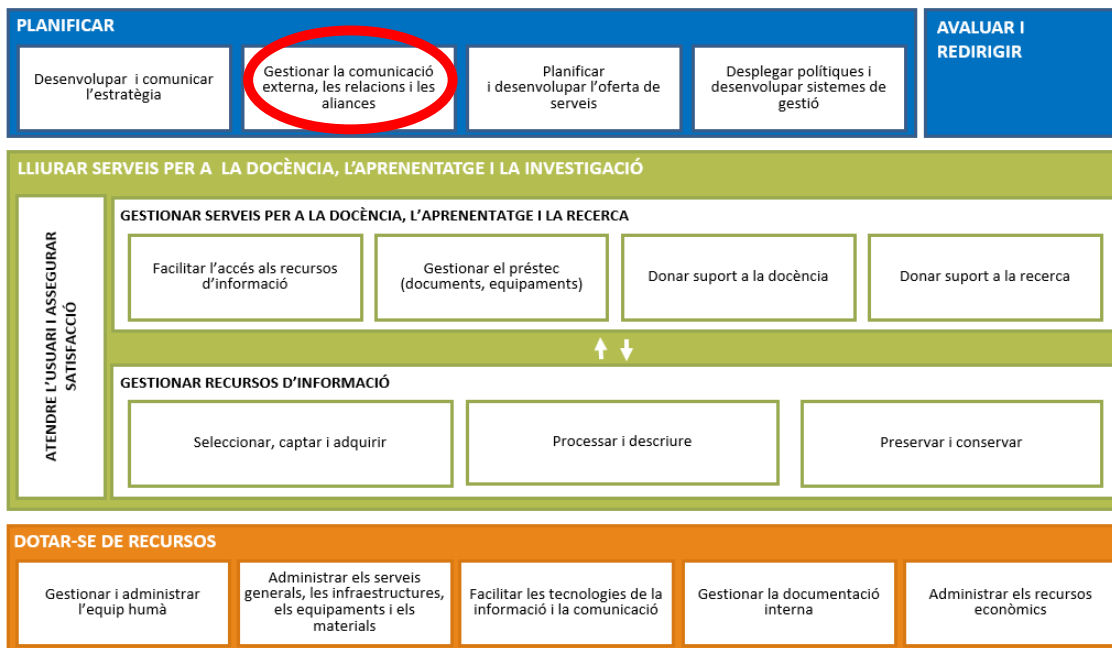 PLANIFICAR
Desenvolupar i comunicar
l'estratègia
Gestionar la comunicació
externa, les relacions i les
aliances
Planificar
i desenvolupar l'oferta de
serveis
Desplegar polítiques i
desenvolupar sistemes de
gestió
AVALUAR I
REDIRIGIR
LLIURAR SERVEIS PER A LA DOCÈNCIA, L'APRENENTATGE I LA INVESTIGACIÓ
ATENDRE L'USUARI I ASSEGURAR
SATISFACCIÓ
GESTIONAR SERVEIS PER A LA DOCÈNCIA, L'APRENENTATGE I LA RECERCA
Facilitar l'accés als recursos
d'informació
Gestionar el préstec
(documents, equipaments)
Donar suport a la docència
Donar suport a la recerca
GESTIONAR RECURSOS D'INFORMACIÓ
Seleccionar, captar i adquirir
Processar i descriure
Preservar i conservar
DOTAR-SE DE RECURSOS
Gestionar i administrar
l'equip humà
Administrar els serveis
generals, les infraestructures,
els equipaments i els
materials
Facilitar les tecnologies de la
informació i la comunicació
Gestionar la documentació
interna
Administrar els recursos
econòmics